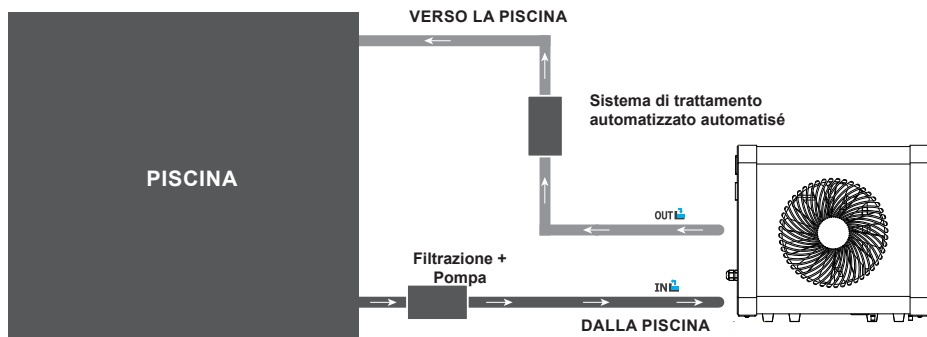 VERSO LA PISCINA
Sistema di trattamento
automatizzato automatisé
PISCINA
OUT
Filtrazione +
Pompa
IN
DALLA PISCINA